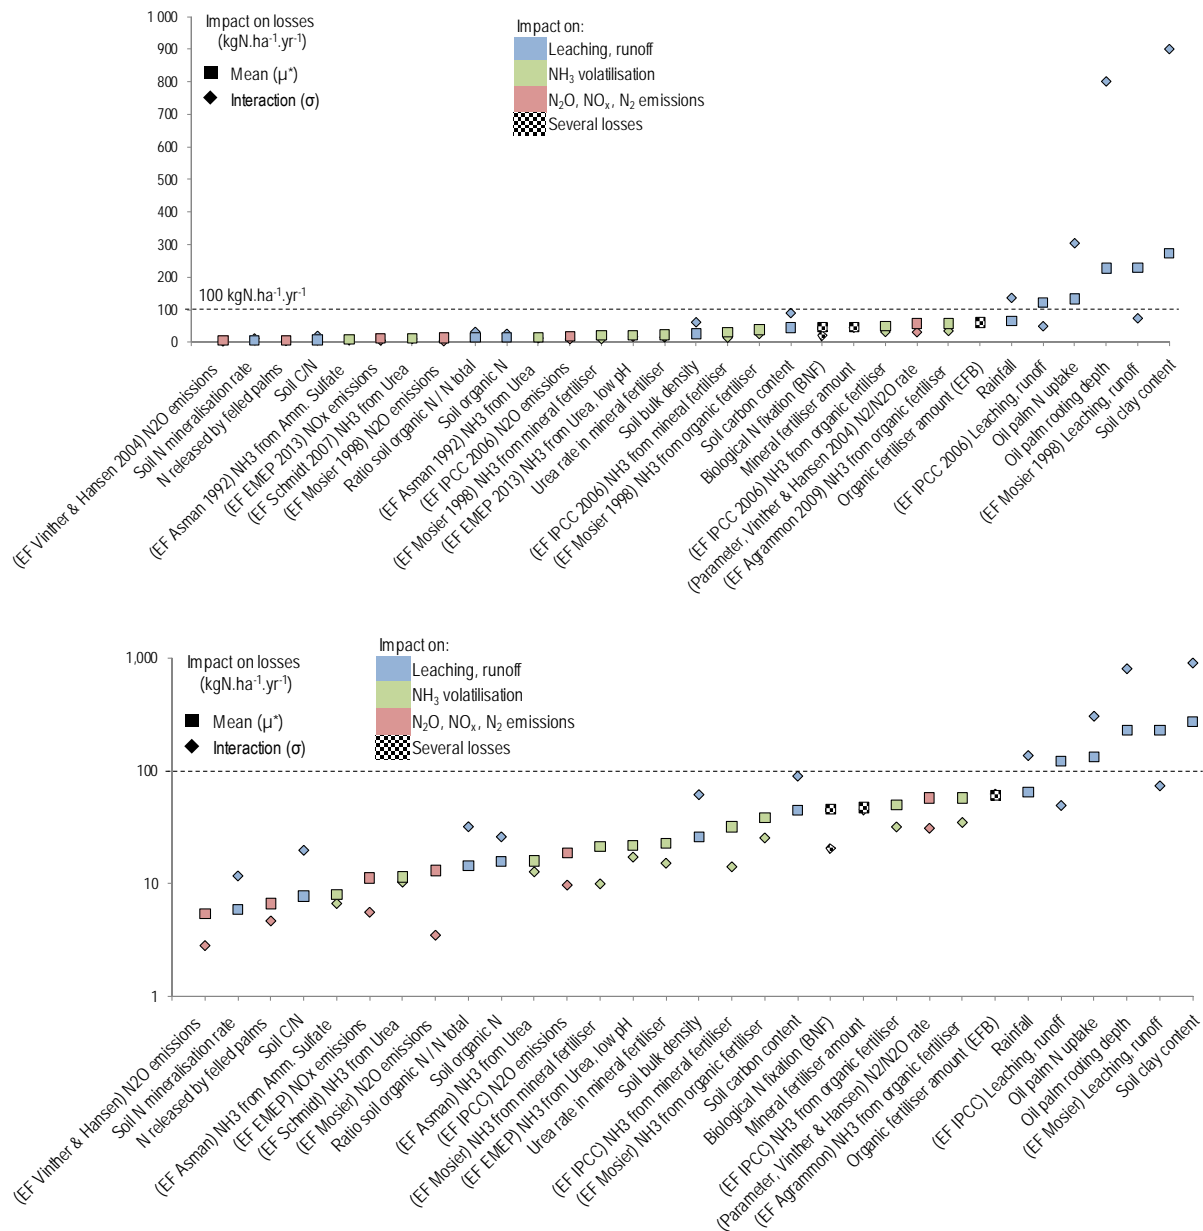 1 000
900
800
700
600
500
400
300
200
100
0
Impact on losses
(kgN.ha-1.yr-1)
Mean (µ*)
Interaction (σ)
Impact on:
Leaching, runoff
NH3 volatilisation
N2O, NOx, N2 emissions
Several losses
100 kgN.ha-1.yr-1
(EF Vinther & Hansen 2004) N2O emissions
Soil N mineralisation rate
N released by felled palms
Soil C/N
(EF Asman 1992) NH3 from Amm. Sulfate
(EF EMEP 2013) NOx emissions
(EF Schmidt 2007) NH3 from Urea
(EF Mosier 1998) N2O emissions
Ratio soil organic N / N total
Soil organic N
(EF Asman 1992) NH3 from Urea
(EF IPCC 2006) N2O emissions
(EF Mosier 1998) NH3 from mineral fertiliser
(EF EMEP 2013) NH3 from Urea, low pH
Urea rate in mineral fertiliser
Soil bulk density
(EF IPCC 2006) NH3 from mineral fertiliser
(EF Mosier 1998) NH3 from organic fertiliser
Soil carbon content
Biological N fixation (BNF)
Mineral fertiliser amount
(EF IPCC 2006) NH3 from organic fertiliser
(Parameter, Vinther & Hansen 2004) N2/N2O rate
(EF Agrammon 2009) NH3 from organic fertiliser
Organic fertiliser amount (EFB)
Rainfall
(EF IPCC 2006) Leaching, runoff
Oil palm N uptake
Oil palm rooting depth
(EF Mosier 1998) Leaching, runoff
Soil clay content
1,000
100
10
1
Impact on losses
(kgN.ha-1.yr-1)
Mean (µ*)
Interaction (σ)
Impact on:
Leaching, runoff
NH3 volatilisation
N2O, NOx, N2 emissions
Several losses
(EF Vinther & Hansen) N2O emissions
Soil N mineralisation rate
N released by felled palms
Soil C/N
(EF Asman) NH3 from Amm. Sulfate
(EF EMEP) NOx emissions
(EF Schmidt) NH3 from Urea
(EF Mosier) N2O emissions
Ratio soil organic N / N total
Soil organic N
(EF Asman) NH3 from Urea
(EF IPCC) N2O emissions
(EF Mosier) NH3 from mineral fertiliser
(EF EMEP) NH3 from Urea, low pH
Urea rate in mineral fertiliser
Soil bulk density
(EF IPCC) NH3 from mineral fertiliser
(EF Mosier) NH3 from organic fertiliser
Soil carbon content
Biological N fixation (BNF)
Mineral fertiliser amount
(EF IPCC) NH3 from organic fertiliser
(Parameter, Vinther & Hansen) N2/N2O rate
(EF Agrammon) NH3 from organic fertiliser
Organic fertiliser amount (EFB)
Rainfall
(EF IPCC) Leaching, runoff
Oil palm N uptake
Oil palm rooting depth
(EF Mosier) Leaching, runoff
Soil clay content